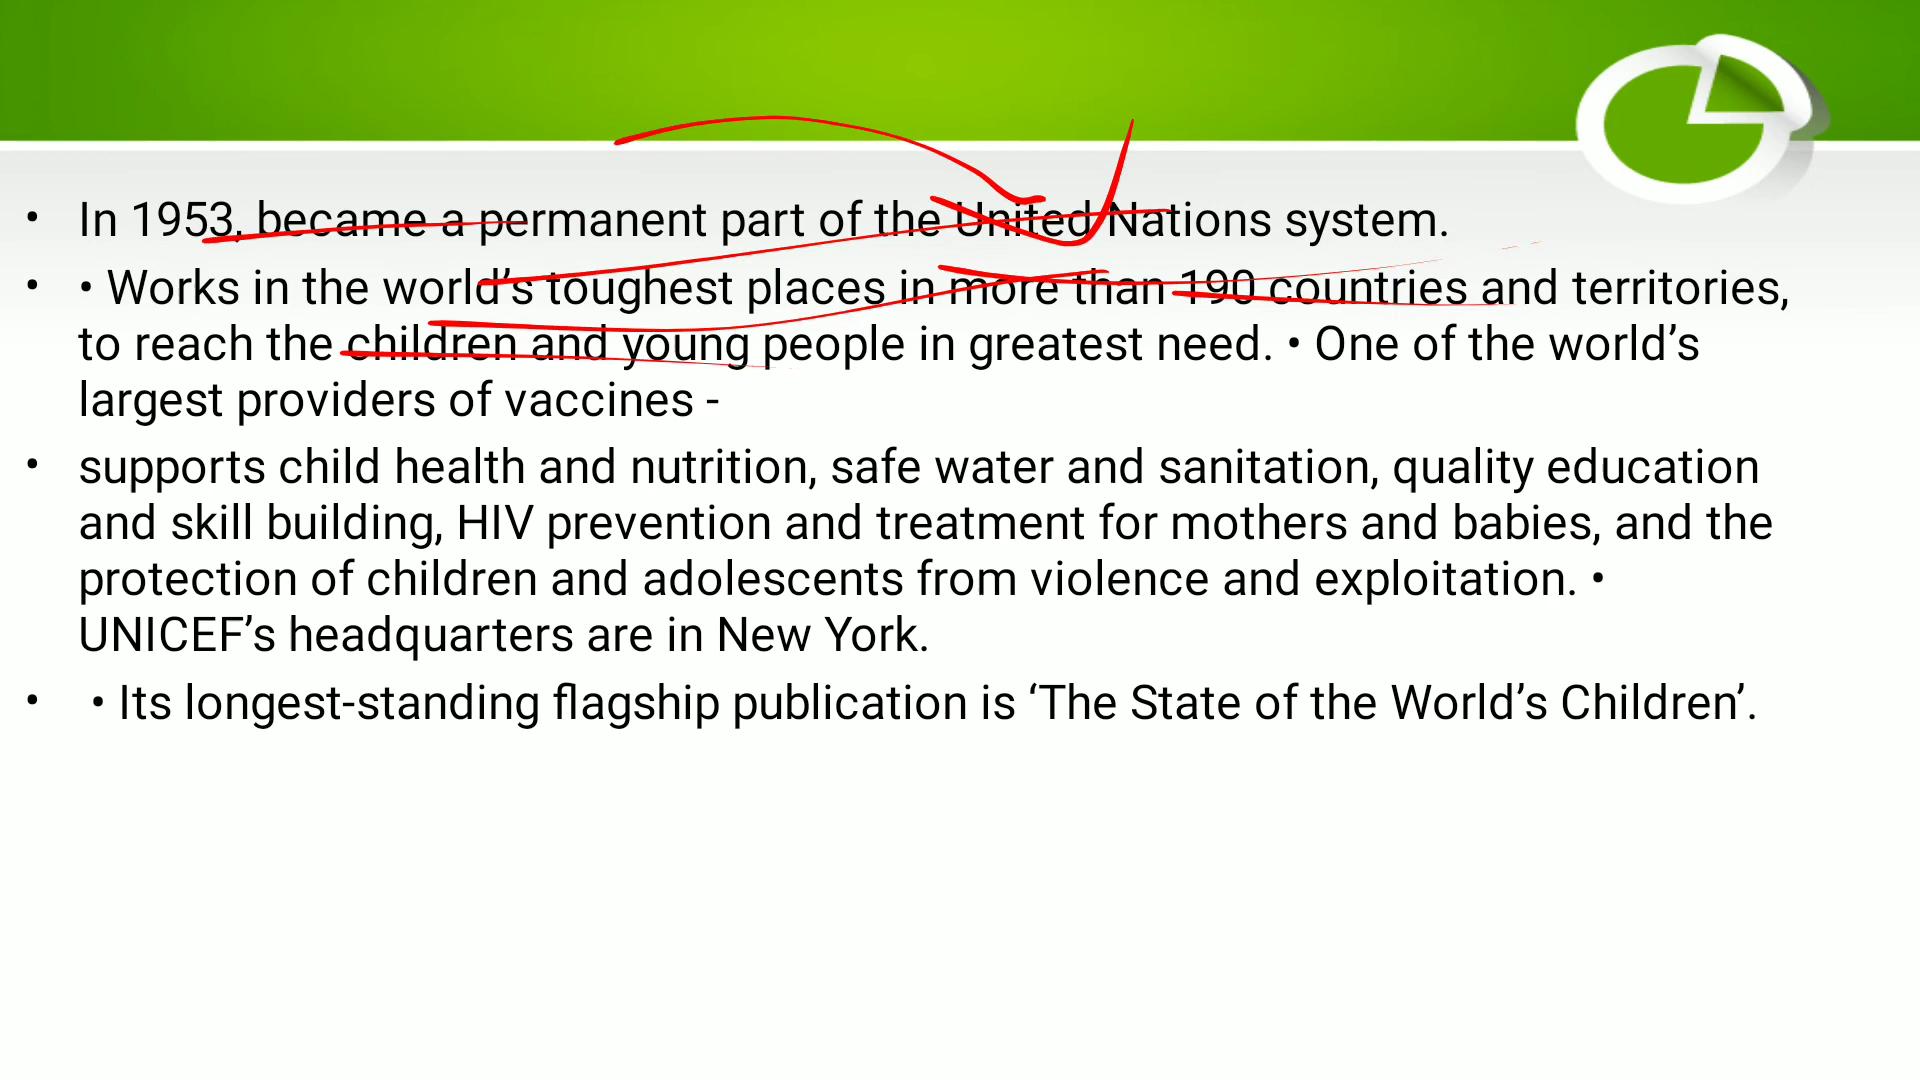 • In 1953, became a permanent part of the United Nations system.
• • Works in the world’s toughest places in more than 190 countries and territories,
to reach the children and young people in greatest need. • One of the world’s
largest providers of vaccines -
• supports child health and nutrition, safe water and sanitation, quality education
and skill building, HIV prevention and treatment for mothers and babies, and the
protection of children and adolescents from violence and exploitation. •
UNICEF’s headquarters are in New York.
• • Its longest-standing flagship publication is ‘The State of the World’s Children’.